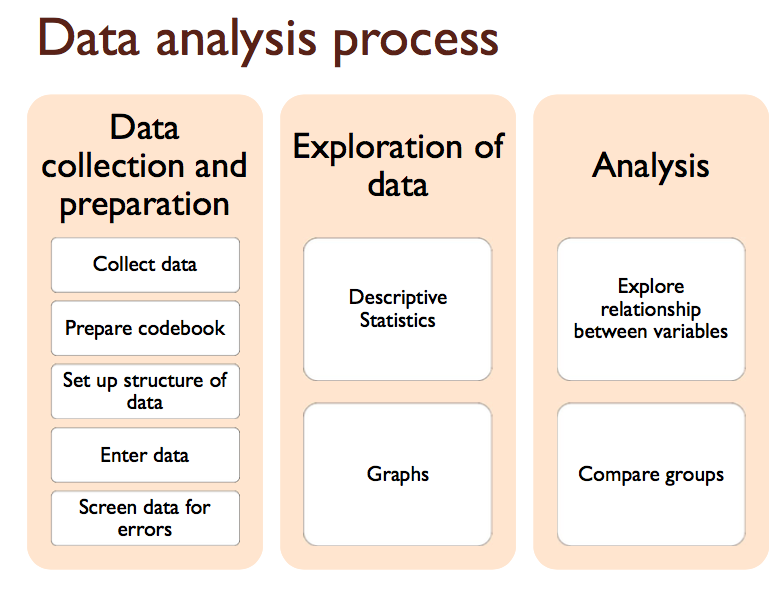 Data analysis process
Data
collection and
preparation
Collect data
Prepare codebook
Set up structure of
data
Enter data
Screen data for
errors
Exploration of
data
Descriptive
Statistics
Graphs
Analysis
Explore
relationship
between variables
Compare groups